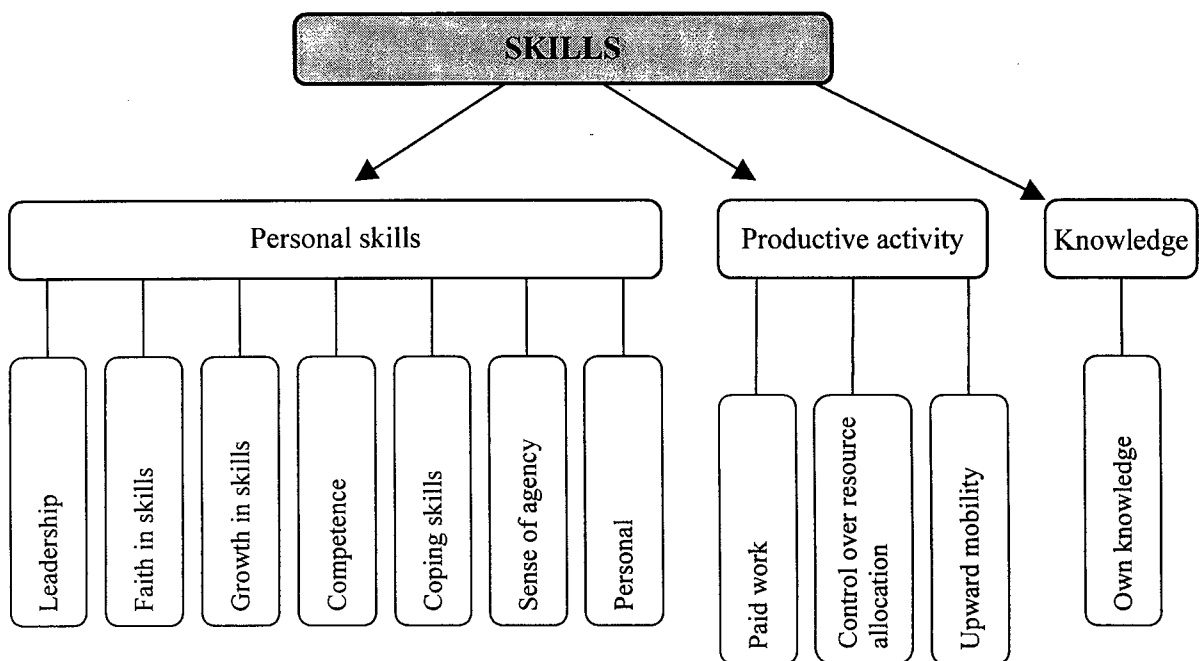 SKILLS
Personal skills
Productive activity
Knowledge
Leadership
Faith in skills
Growth in skills
Competence
Coping skills
Sense of agency
Personal
Paid work
Control over resource
allocation
Upward mobility
Own knowledge